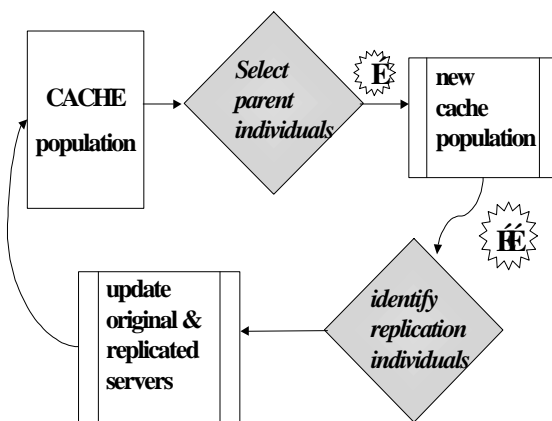 CACHE
population
Select
parent
individuals
É
new
cache
population
identify
replication
individuals
update
original &
replicated
servers